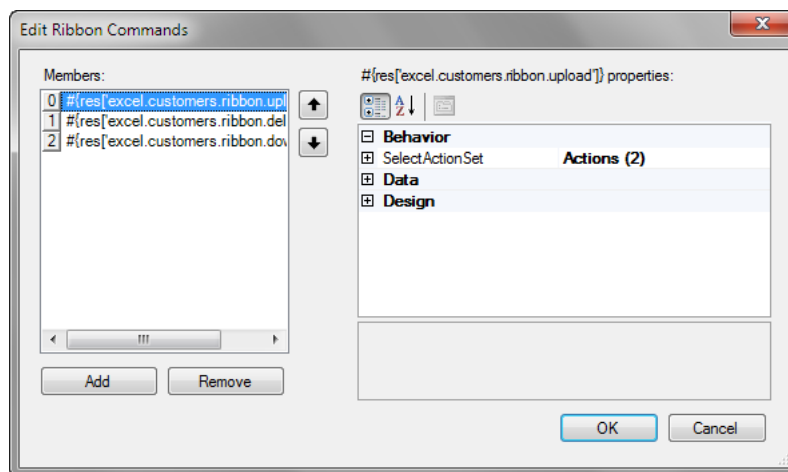 Edit Ribbon Commands
Members:
0 #{res['excel.customers.ribbon.upl
1 #{res['excel.customers.ribbon.del
2 #{res['excel.customers.ribbon.dov
Add Remove
#{res['excel.customers.ribbon.upload']} properties:
Behavior
SelectActionSet Actions (2)
Data
Design
OK Cancel